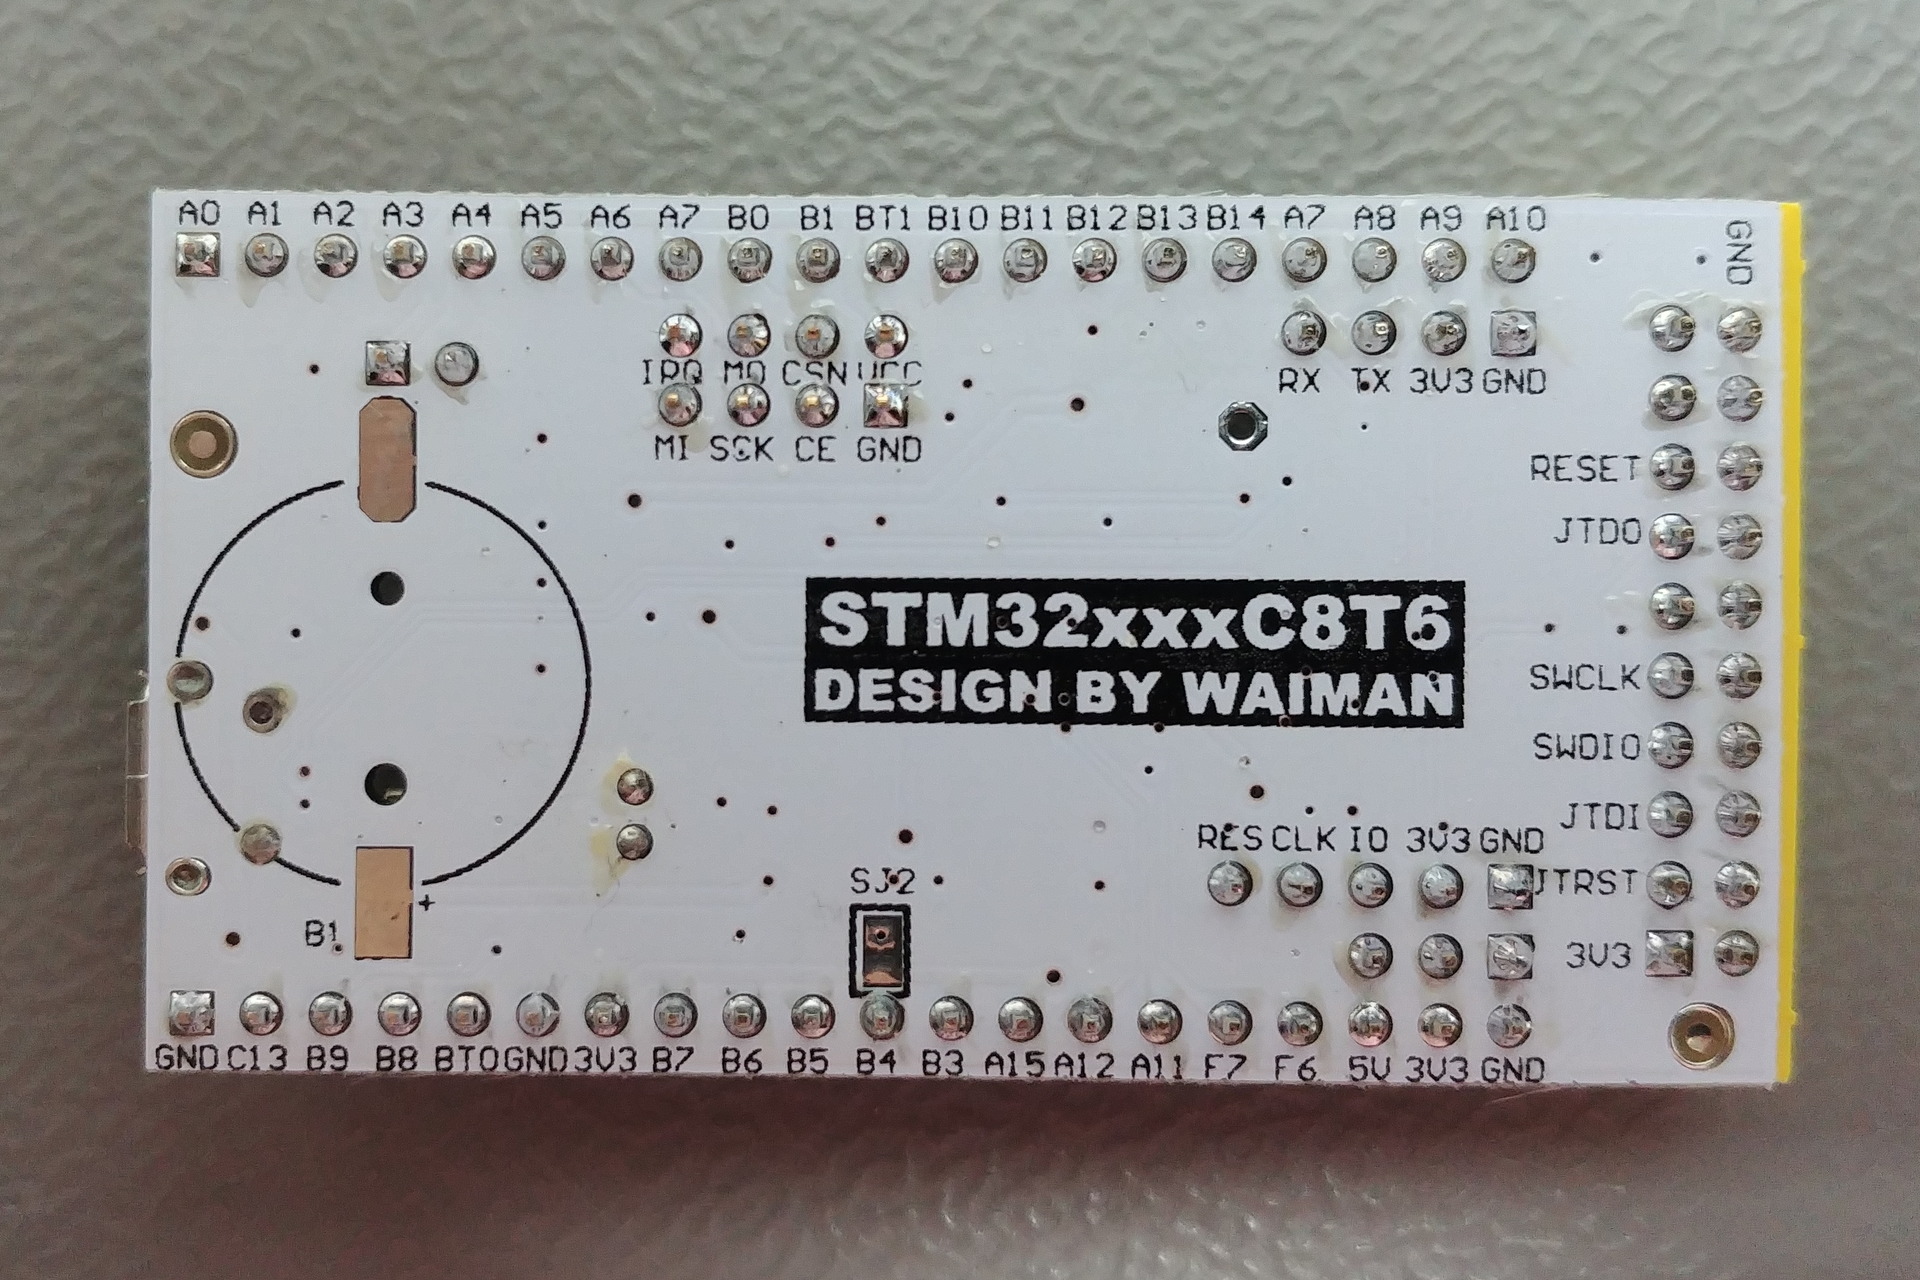 A0 A1 A2 A3 A4 A5 A6 A7 B0 B1 BT1 B10 B11 B12 B13 B14 A7 A8 A9 A10
GND
IRQ MO CSN VCC
RX TX 3V3 GND
MI SCK CE GND
RESET
JTDO
STM32xxxC8T6
SWCLK
DESIGN BY WAIMAN
SWDIO
JTDI
RES CLK IO 3V3 GND
SJ2
JTRST
+
B1
3V3
GND C13 B9 B8 BT0 GND 3V3 B7 B6 B5 B4 B3 A15 A12 A11 F7 F6 5V 3V3 GND